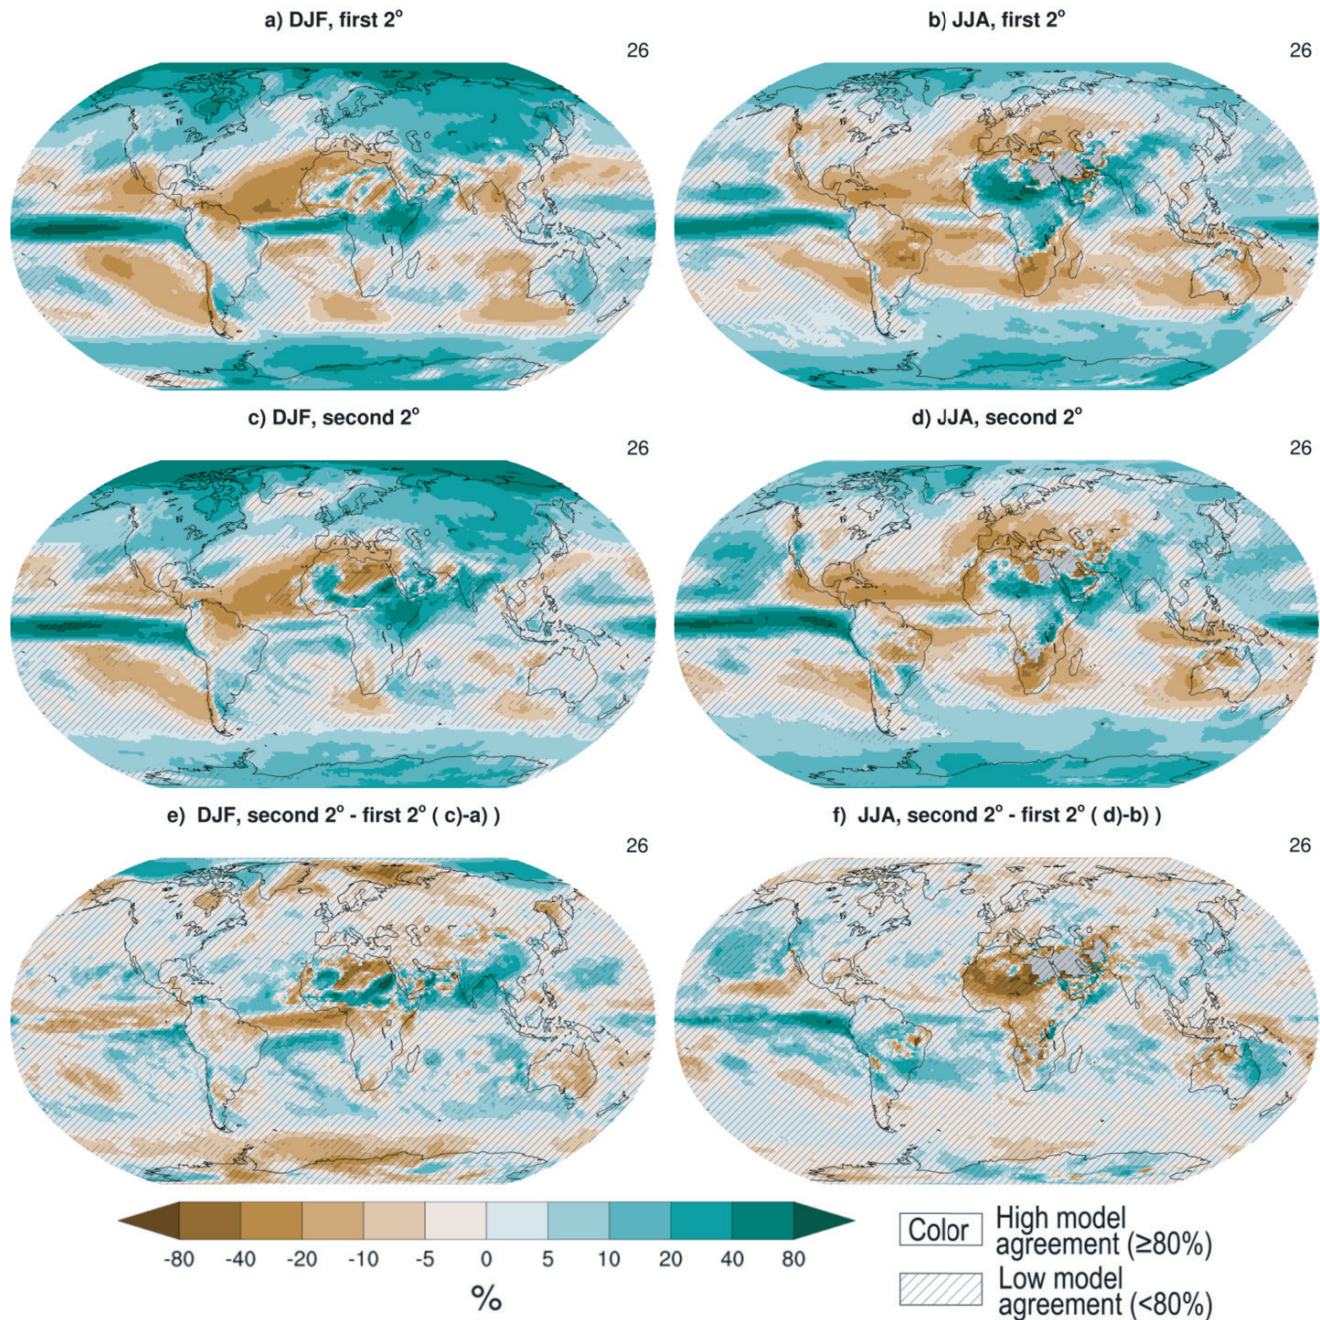 a) DJF, first 2°
b) JJA, first 2°
26
26
c) DJF, second 2°
d) JJA, second 2°
26
26
e) DJF, second 2° - first 2° ( c)-a) )
f) JJA, second 2° - first 2° ( d)-b) )
26
26
-80 -40 -20 -10 -5 0 5 10 20 40 80
%
Color
High model
agreement (≥80%)
Low model
agreement (<80%)